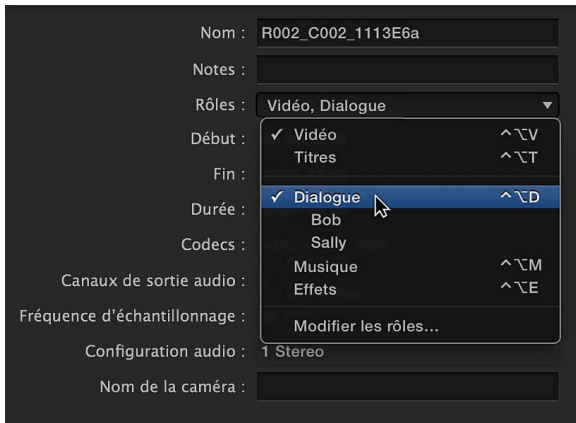 Nom : R002_C002_1113E6a
Notes :
Rôles : Vidéo, Dialogue ▼
Début : ✓ Vidéo ^⌥V
Titres ^⌥T
Fin :
✓ Dialogue ^⌥D
Durée : Bob
Codecs : Sally
Musique ^⌥M
Canaux de sortie audio :
Effets ^⌥E
Fréquence d’échantillonnage :
Modifier les rôles…
Configuration audio : 1 Stereo
Nom de la caméra :